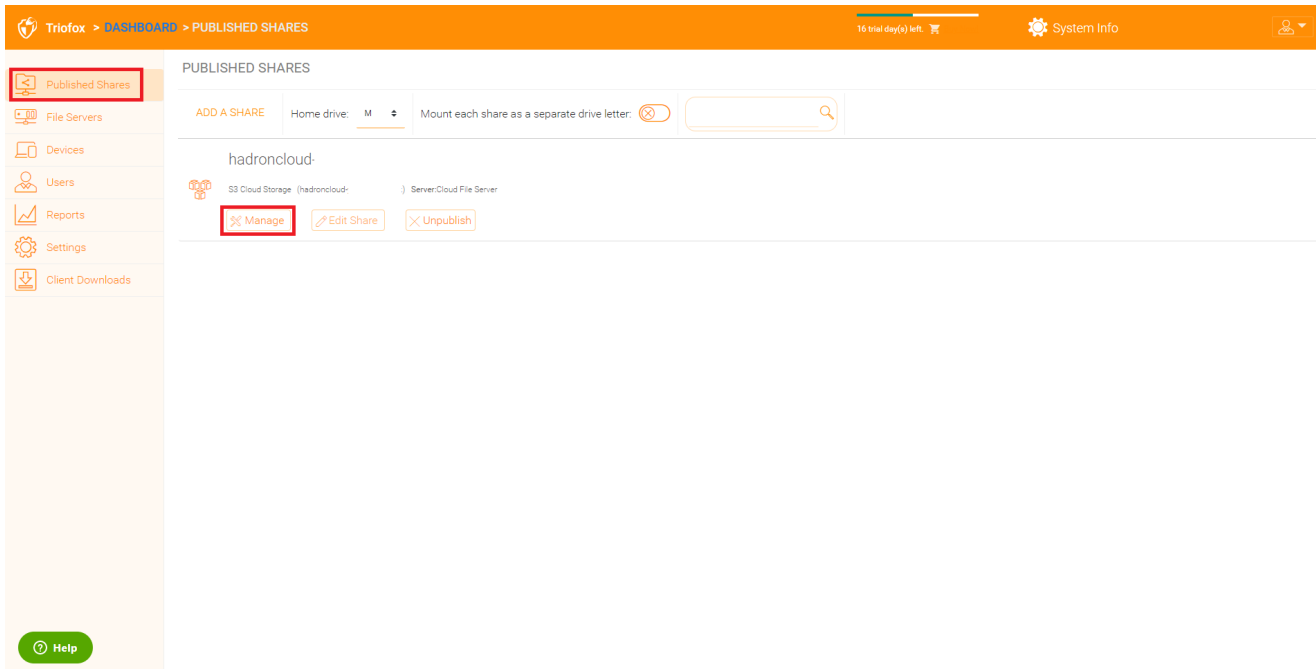 Triofox > DASHBOARD > PUBLISHED SHARES
16 trial day(s) left.
System Info
Published Shares
File Servers
Devices
Users
Reports
Settings
Client Downloads
Help
PUBLISHED SHARES
ADD A SHARE
Home drive: M
Mount each share as a separate drive letter:
hadroncloud-
S3 Cloud Storage (hadroncloud- .) Server:Cloud File Server
Manage
Edit Share
Unpublish